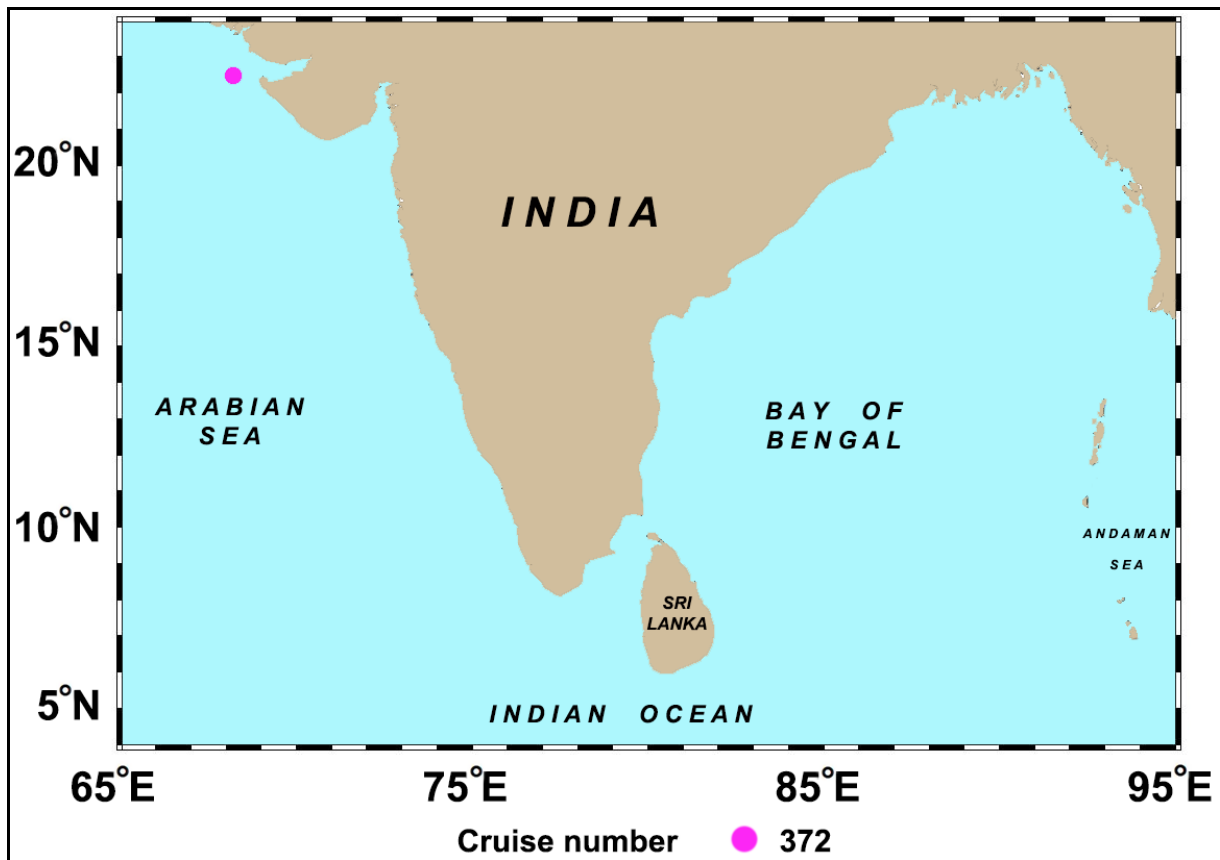 20°N
INDIA
15°N
ARABIAN
SEA
BAY OF
BENGAL
10°N
ANDAMAN
SEA
SRI
LANKA
5°N
INDIAN OCEAN
65°E 75°E 85°E 95°E
Cruise number 372